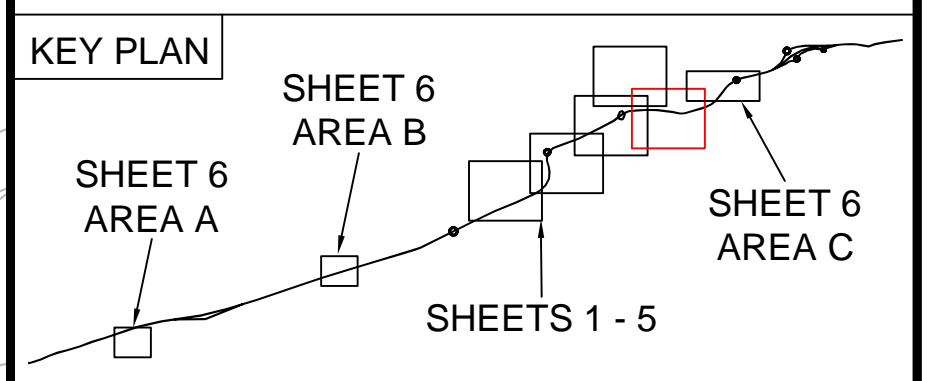 KEY PLAN
SHEET 6
AREA B
SHEET 6
AREA A
SHEET 6
AREA C
SHEETS 1 - 5